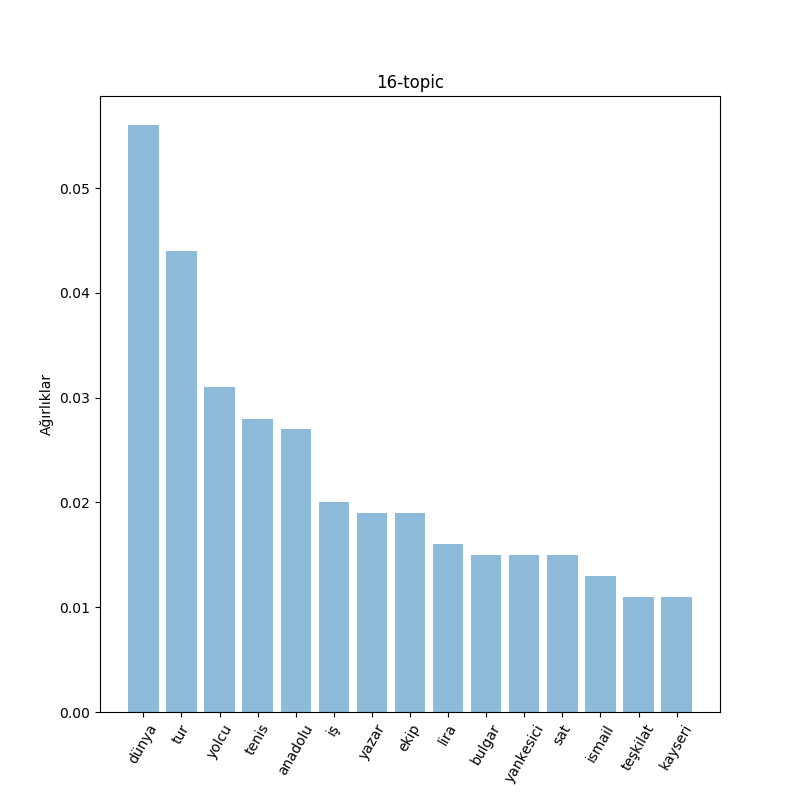 16-topic
Ağırlıklar
0.05
0.04
0.03
0.02
0.01
0.00
dünya
tur
yolcu
tenis
anadolu
iş
yazar
ekip
lira
bulgar
yankesici
sat
ismail
teşkilat
kayseri